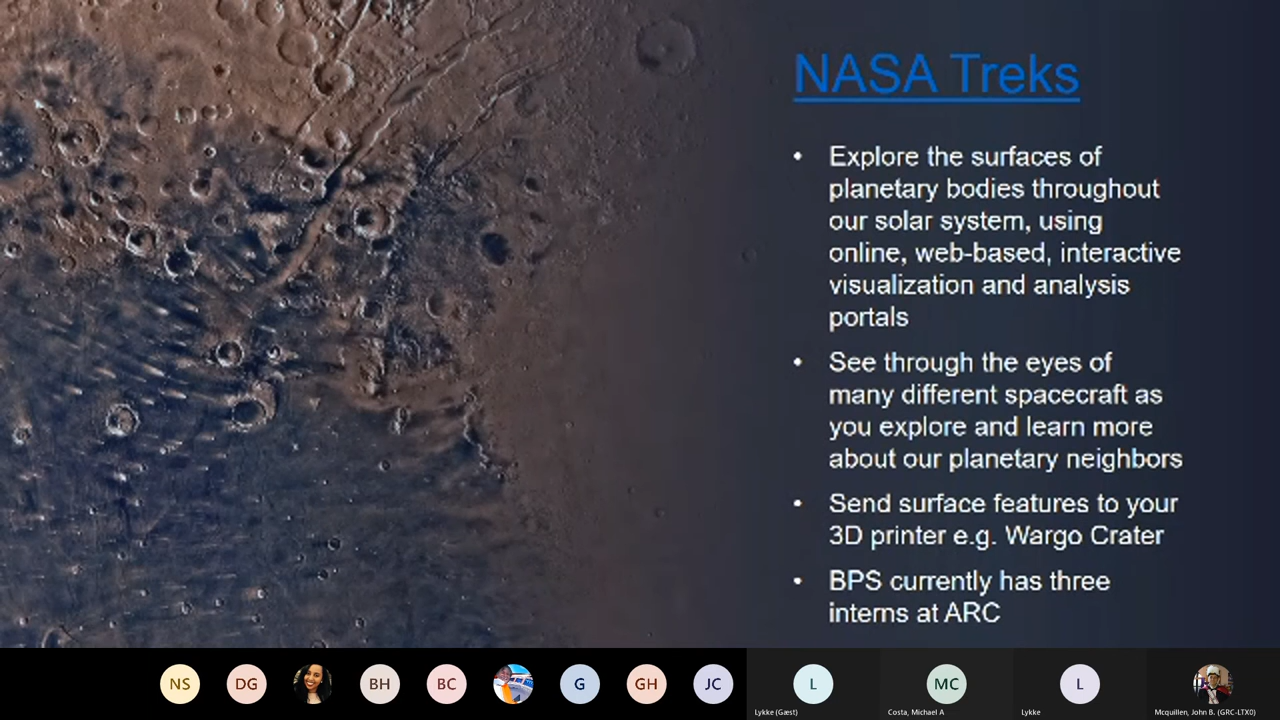 NASA Treks
• Explore the surfaces of
planetary bodies throughout
our solar system, using
online, web-based, interactive
visualization and analysis
portals
• See through the eyes of
many different spacecraft as
you explore and learn more
about our planetary neighbors
• Send surface features to your
3D printer e.g. Wargo Crater
• BPS currently has three
interns at ARC
NS DG BH BC G GH JC L MC L
Lykke (Gæst) Costa, Michael A Lykke Mcquillen, John B. (GRC-LTX0)